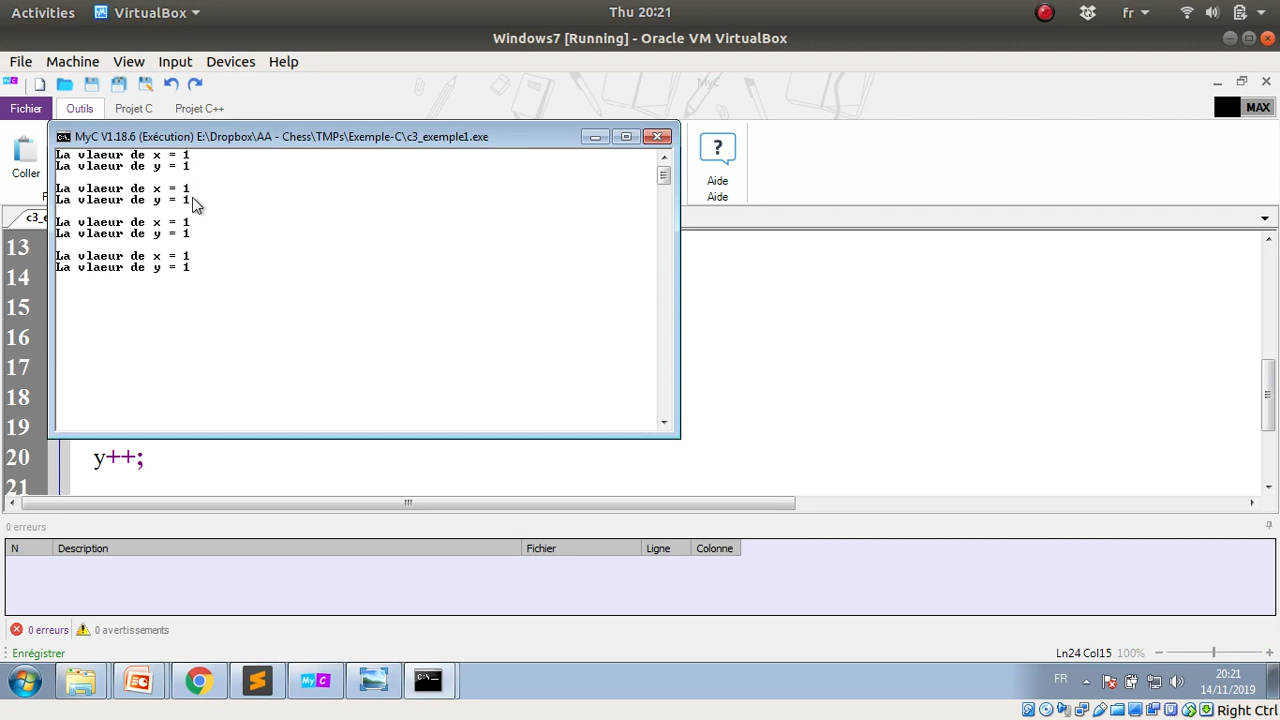 Activities VirtualBox Thu 20:21 fr
Windows7 [Running] - Oracle VM VirtualBox
File Machine View Input Devices Help
MyC
Fichier Outils Projet C Projet C++ MAX
MyC V1.18.6 (Exécution) E:\Dropbox\AA - Chess\TMPs\Exemple-C\c3_exemple1.exe
La vlaeur de x = 1
La vlaeur de y = 1
La vlaeur de x = 1
La vlaeur de y = 1
La vlaeur de x = 1
La vlaeur de y = 1
La vlaeur de x = 1
La vlaeur de y = 1
Coller
?
Aide
Aide
13
14
15
16
17
18
19
20 y++;
21
0 erreurs
N Description Fichier Ligne Colonne
0 erreurs 0 avertissements
Enrégistrer Ln24 Col15 100%
MyC C:\. FR 20:21
14/11/2019
Right Ctrl